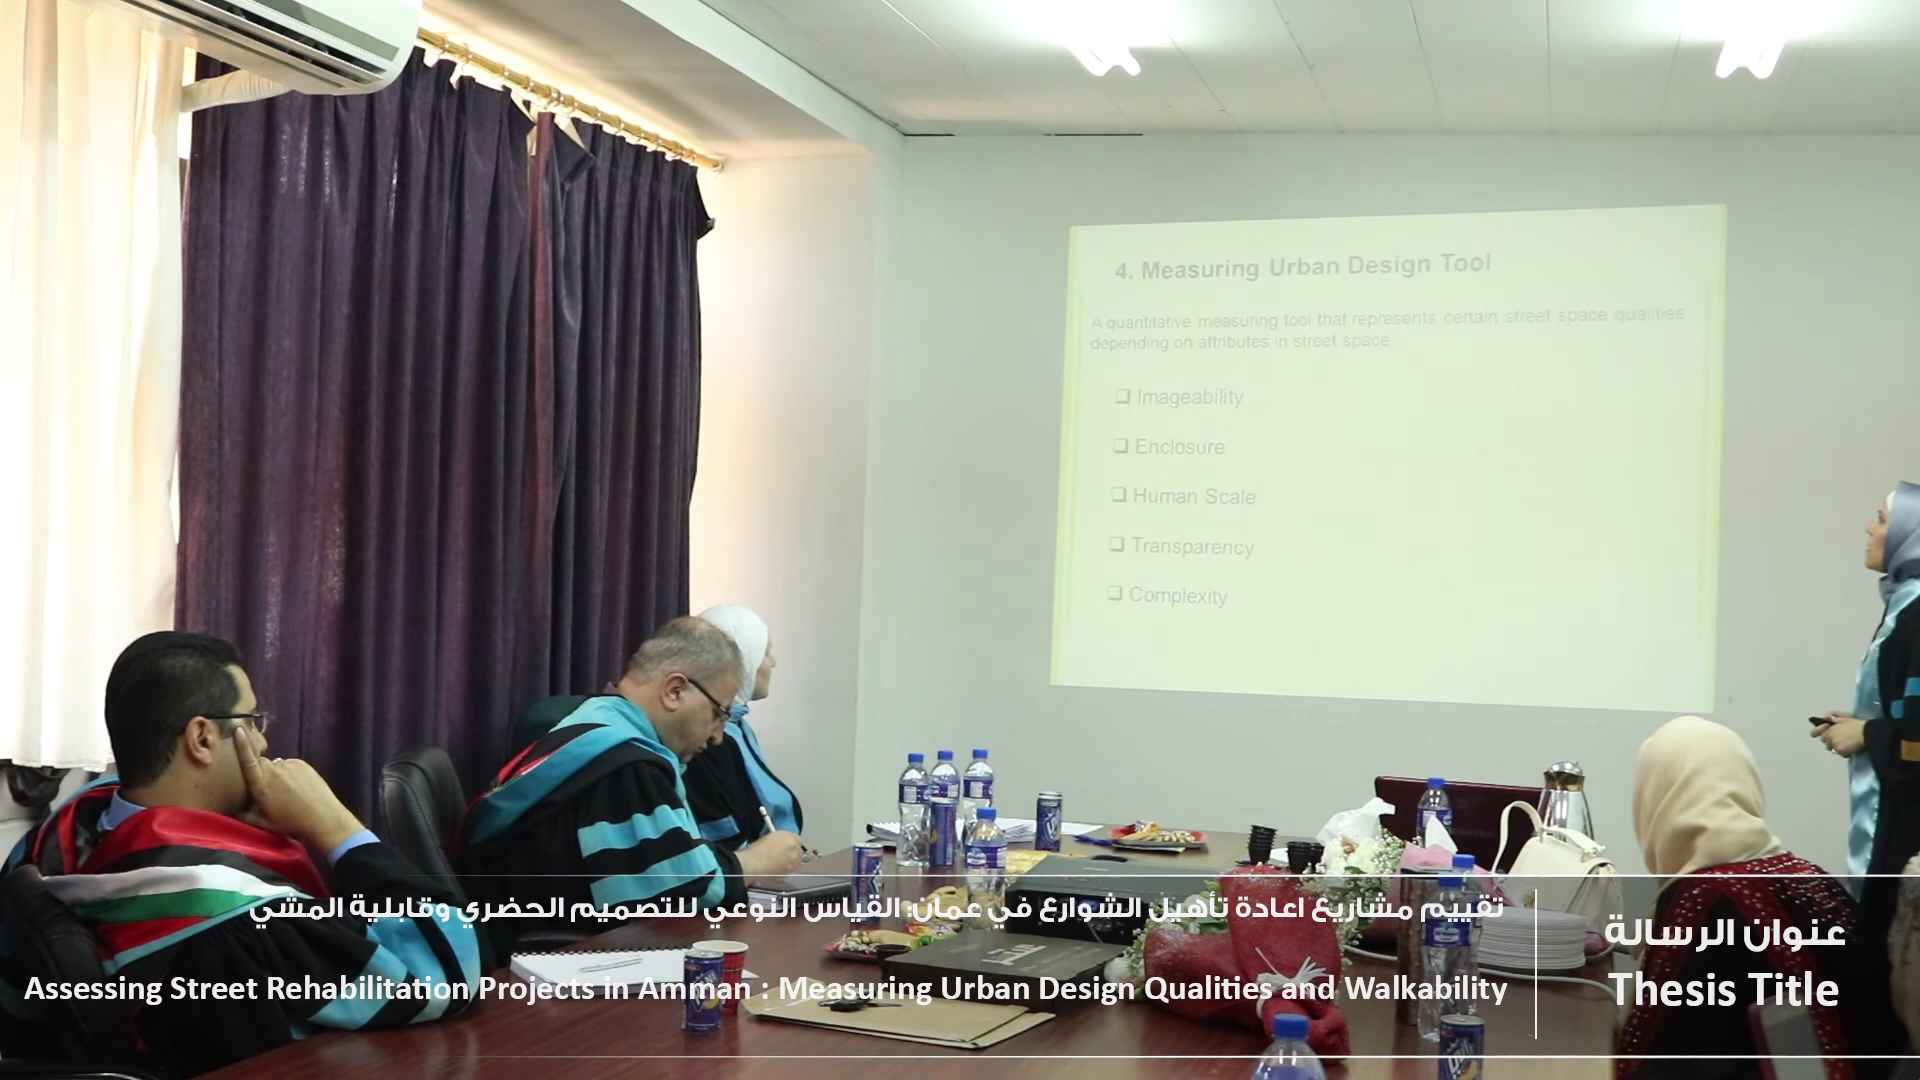 4. Measuring Urban Design Tool
A quantitative measuring tool that represents certain street space qualities
depending on attributes in street space
❑ Imageability
❑ Enclosure
❑ Human Scale
❑ Transparency
❑ Complexity
تقييم مشاريع اعادة تأهيل الشوارع في عمان: القياس النوعي للتصميم الحضري وقابلية المشي
عنوان الرسالة
Assessing Street Rehabilitation Projects in Amman : Measuring Urban Design Qualities and Walkability
Thesis Title